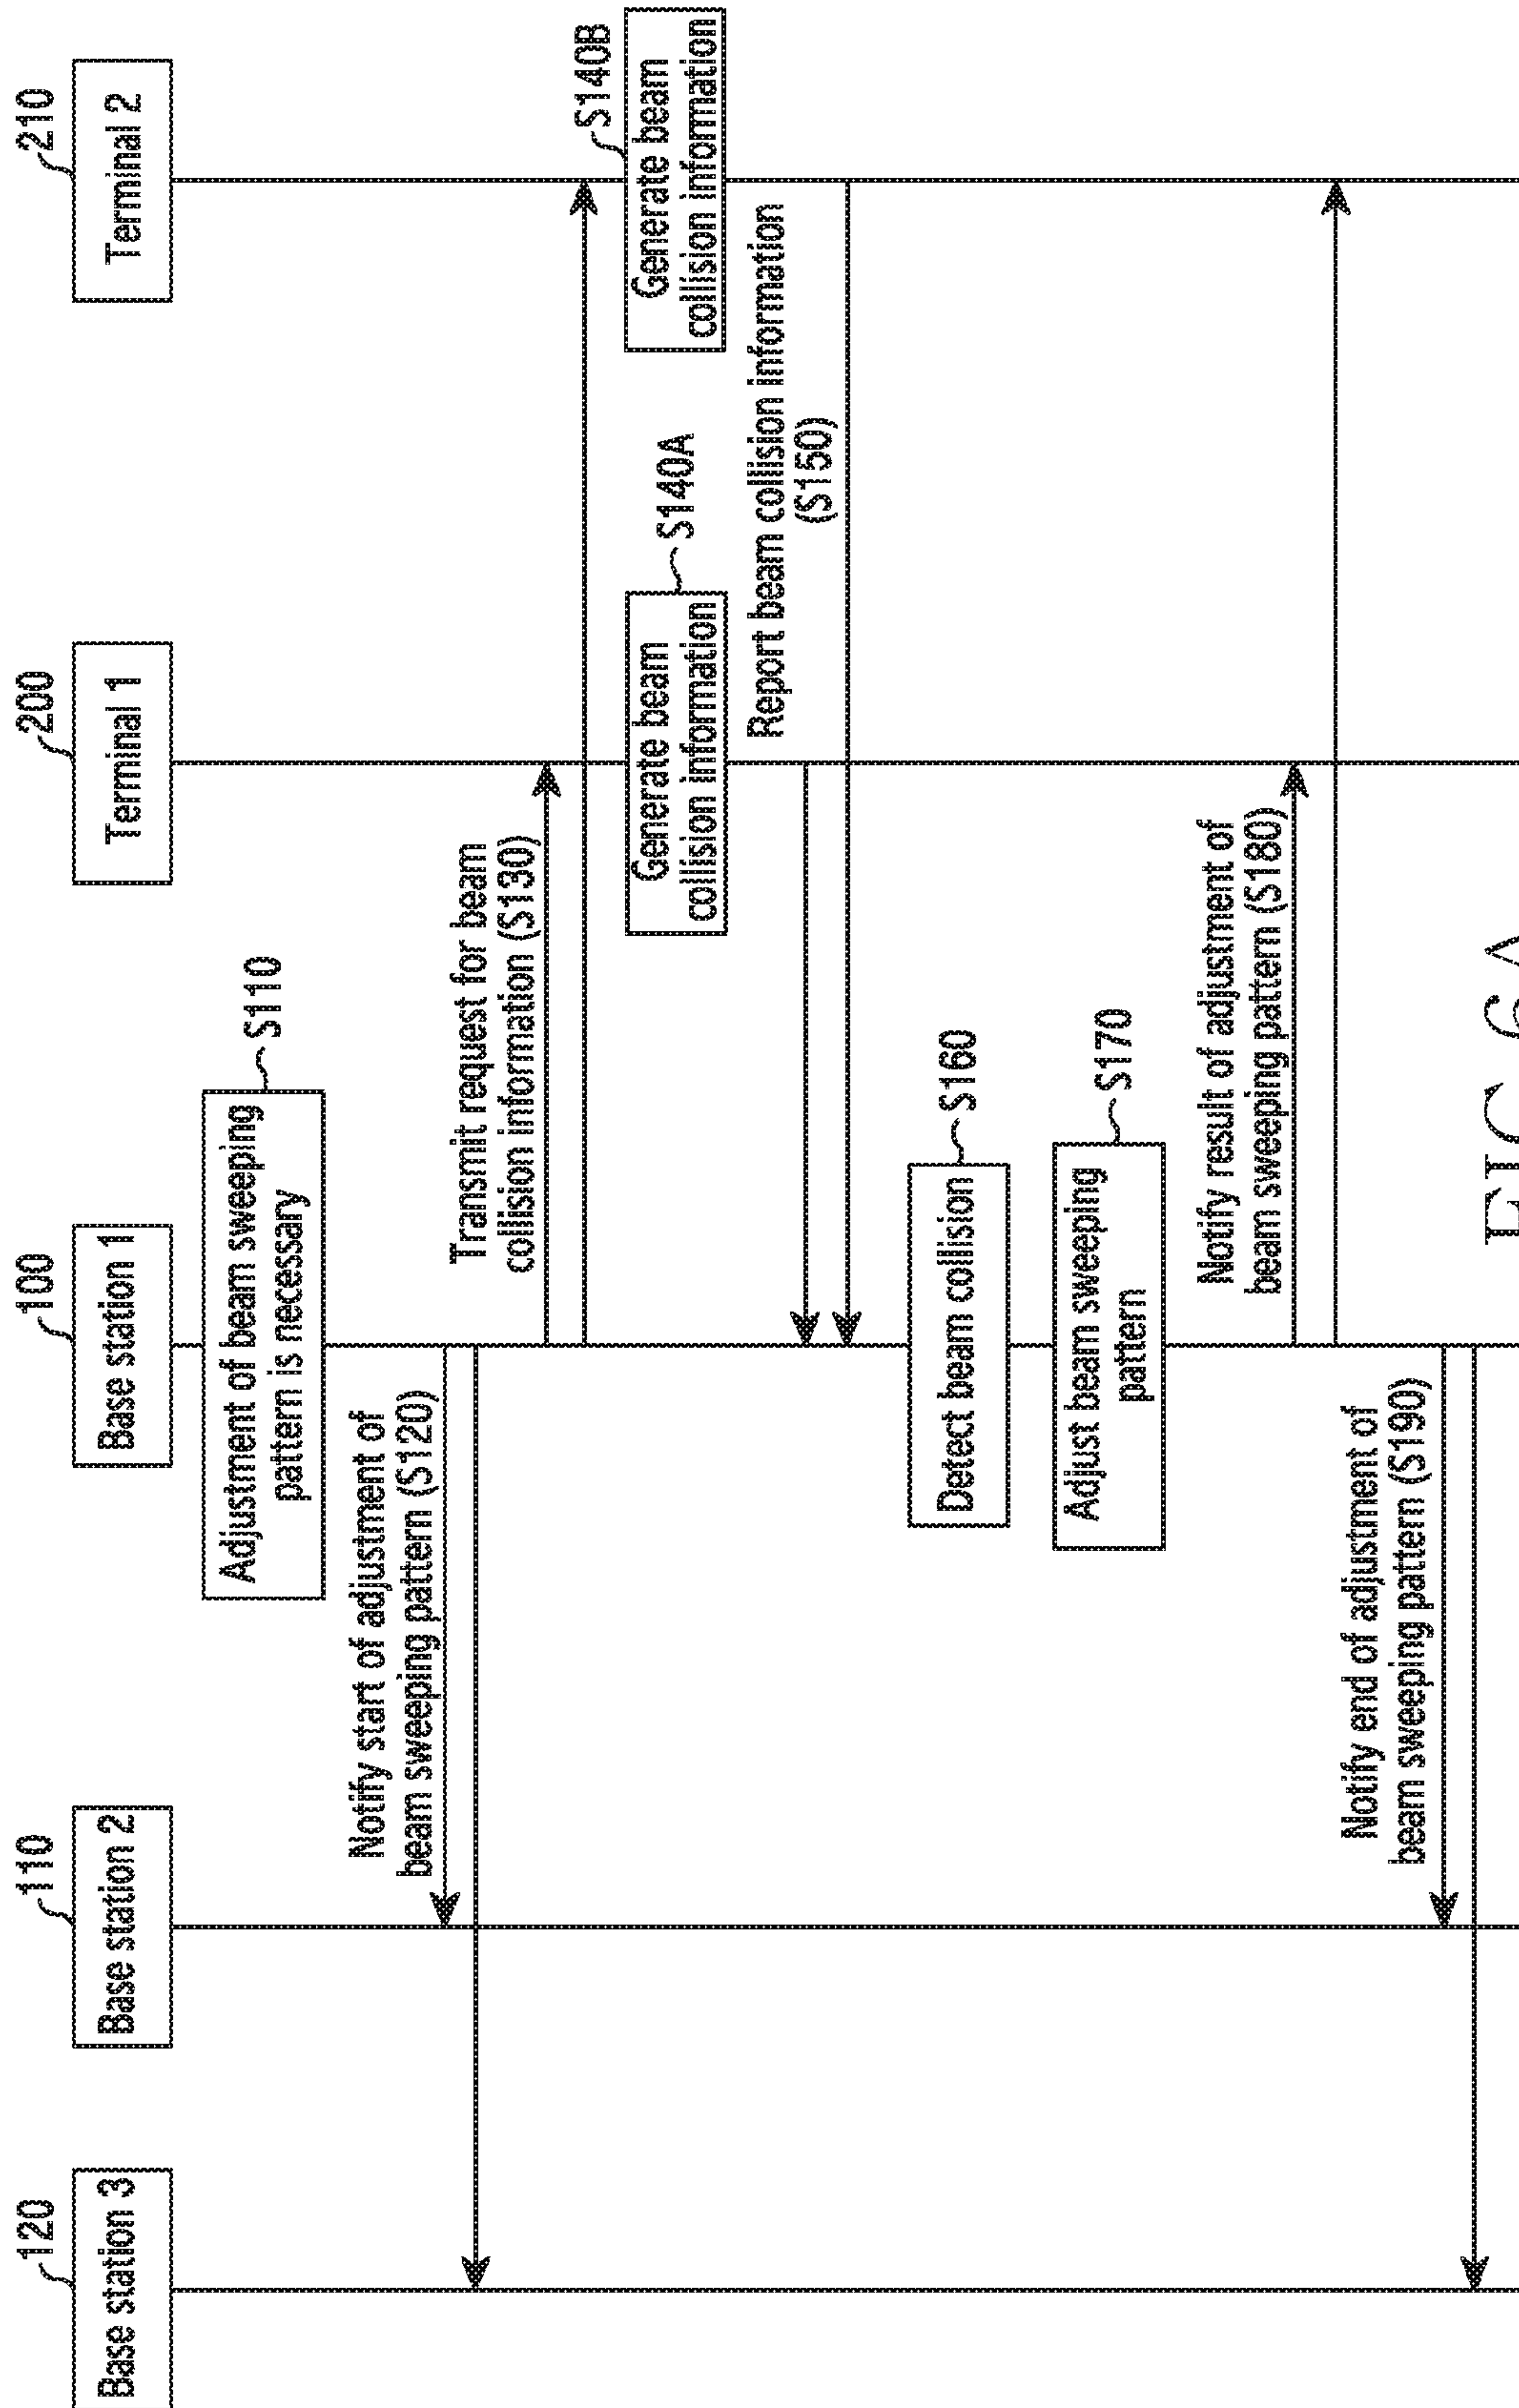 120
Base station 3
110
Base station 2
100
Base station 1
200
Terminal 1
210
Terminal 2
Adjustment of beam sweeping
pattern is necessary
S110
Notify start of adjustment of
beam sweeping pattern (S120)
Transmit request for beam
collision information (S130)
Generate beam
collision information
S140A
Generate beam
collision information
S140B
Report beam collision information
(S150)
Detect beam collision
S160
Adjust beam sweeping
pattern
S170
Notify result of adjustment of
beam sweeping pattern (S180)
Notify end of adjustment of
beam sweeping pattern (S190)
FIG. 6A